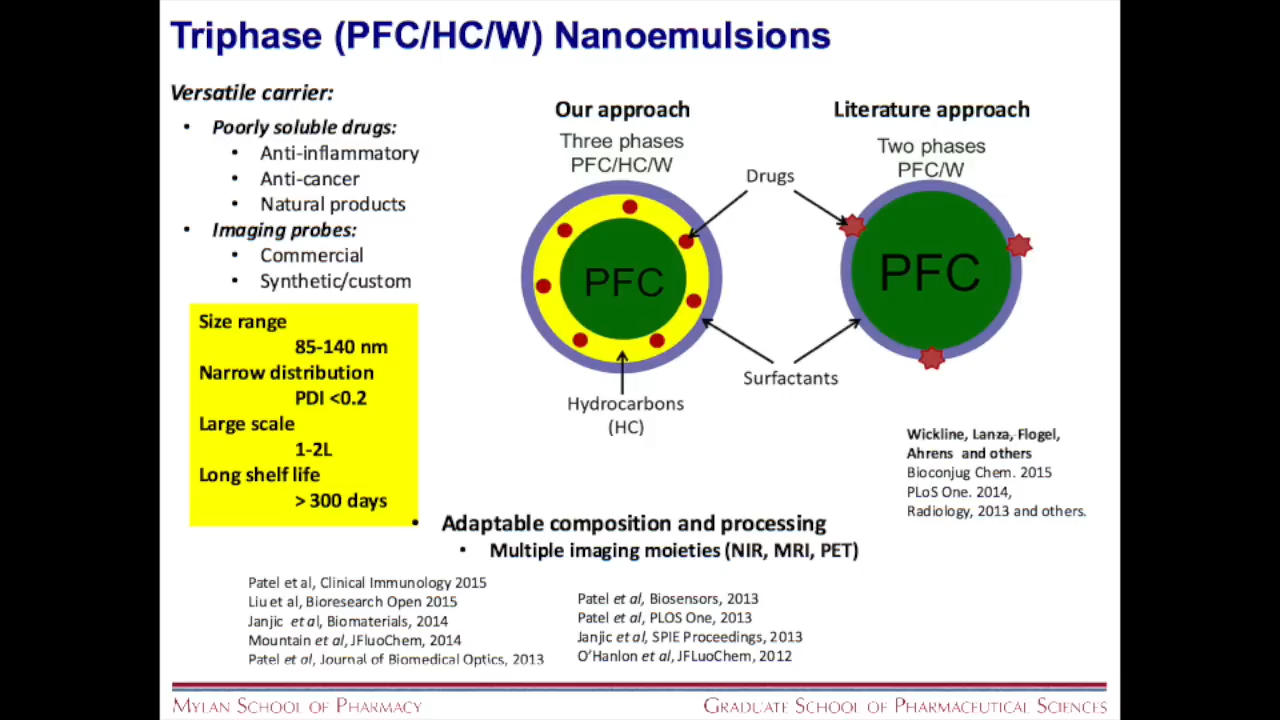 Triphase (PFC/HC/W) Nanoemulsions
Versatile carrier:
• Poorly soluble drugs:
• Anti-inflammatory
• Anti-cancer
• Natural products
• Imaging probes:
• Commercial
• Synthetic/custom
Size range
85-140 nm
Narrow distribution
PDI <0.2
Large scale
1-2L
Long shelf life
> 300 days
Our approach
Three phases
PFC/HC/W
PFC
Hydrocarbons
(HC)
Drugs
Surfactants
Literature approach
Two phases
PFC/W
PFC
Wickline, Lanza, Flogel,
Ahrens and others
Bioconjug Chem. 2015
PLoS One. 2014,
Radiology, 2013 and others.
• Adaptable composition and processing
• Multiple imaging moieties (NIR, MRI, PET)
Patel et al, Clinical Immunology 2015
Liu et al, Bioresearch Open 2015
Janjic et al, Biomaterials, 2014
Mountain et al, JFluoChem, 2014
Patel et al, Journal of Biomedical Optics, 2013
Patel et al, Biosensors, 2013
Patel et al, PLOS One, 2013
Janjic et al, SPIE Proceedings, 2013
O'Hanlon et al, JFLuoChem, 2012
Mylan School of Pharmacy
Graduate School of Pharmaceutical Sciences